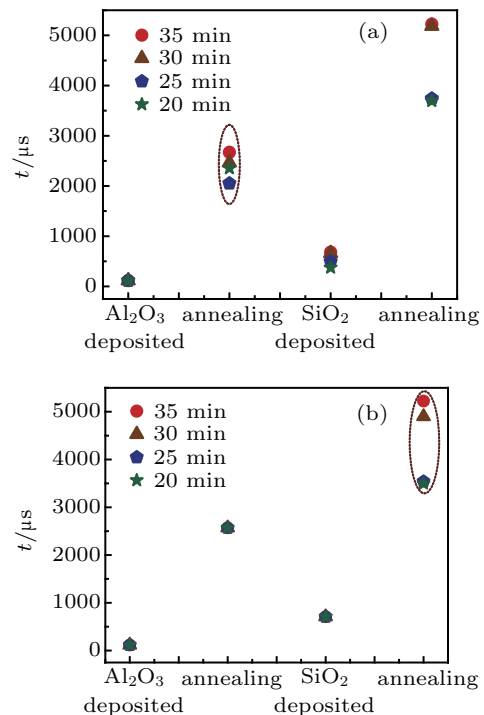 (a)
35 min
30 min
25 min
20 min
t/μs
5000
4000
3000
2000
1000
0
Al₂O₃ annealing SiO₂ annealing
deposited deposited
(b)
35 min
30 min
25 min
20 min
t/μs
5000
4000
3000
2000
1000
0
Al₂O₃ annealing SiO₂ annealing
deposited deposited